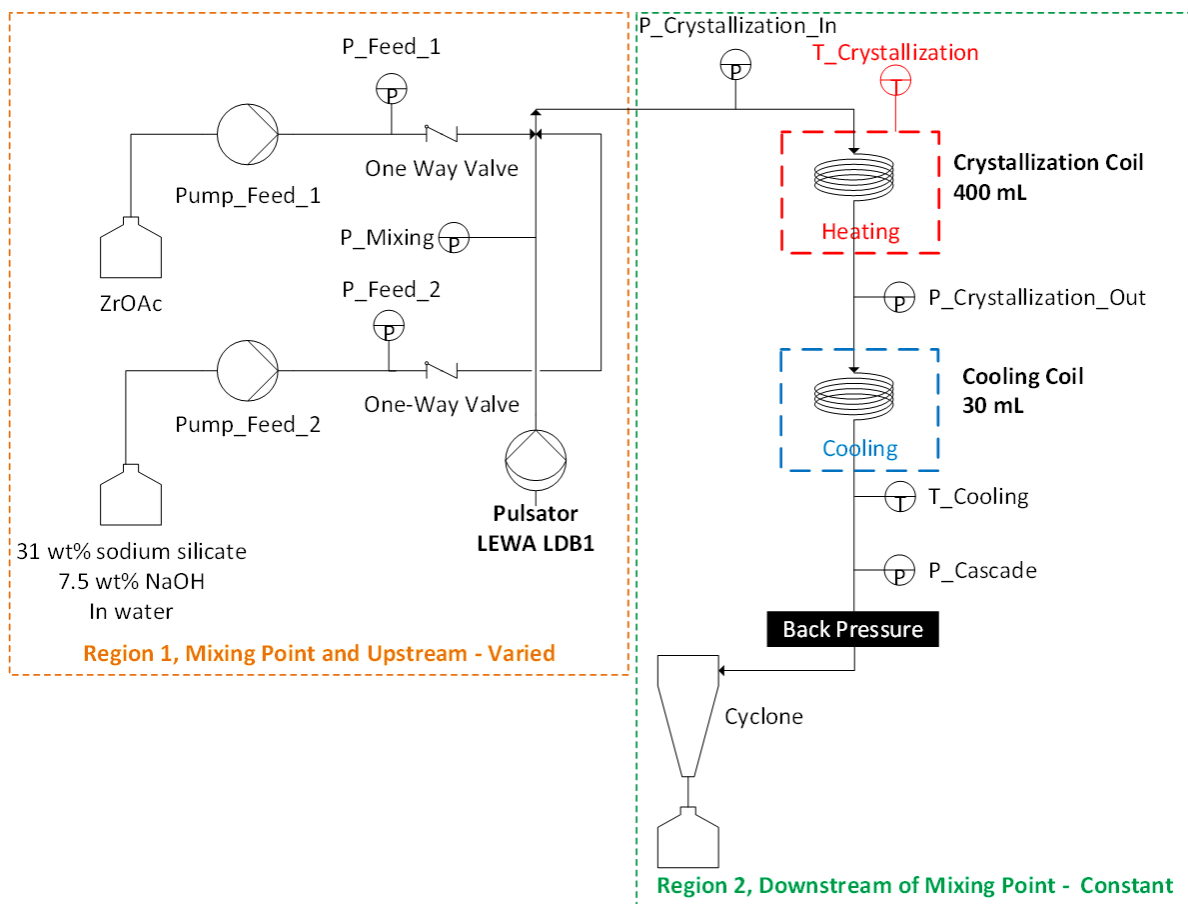 P_Feed_1
P
One Way Valve
Pump_Feed_1
ZrOAc
P_Mixing
P
P_Feed_2
P
One-Way Valve
Pump_Feed_2
31 wt% sodium silicate
7.5 wt% NaOH
In water
Pulsator
LEWA LDB1
Region 1, Mixing Point and Upstream - Varied
P_Crystallization_In
P
T_Crystallization
T
Crystallization Coil
400 mL
Heating
P
P_Crystallization_Out
Cooling Coil
30 mL
Cooling
T
T_Cooling
P
P_Cascade
Back Pressure
Cyclone
Region 2, Downstream of Mixing Point - Constant